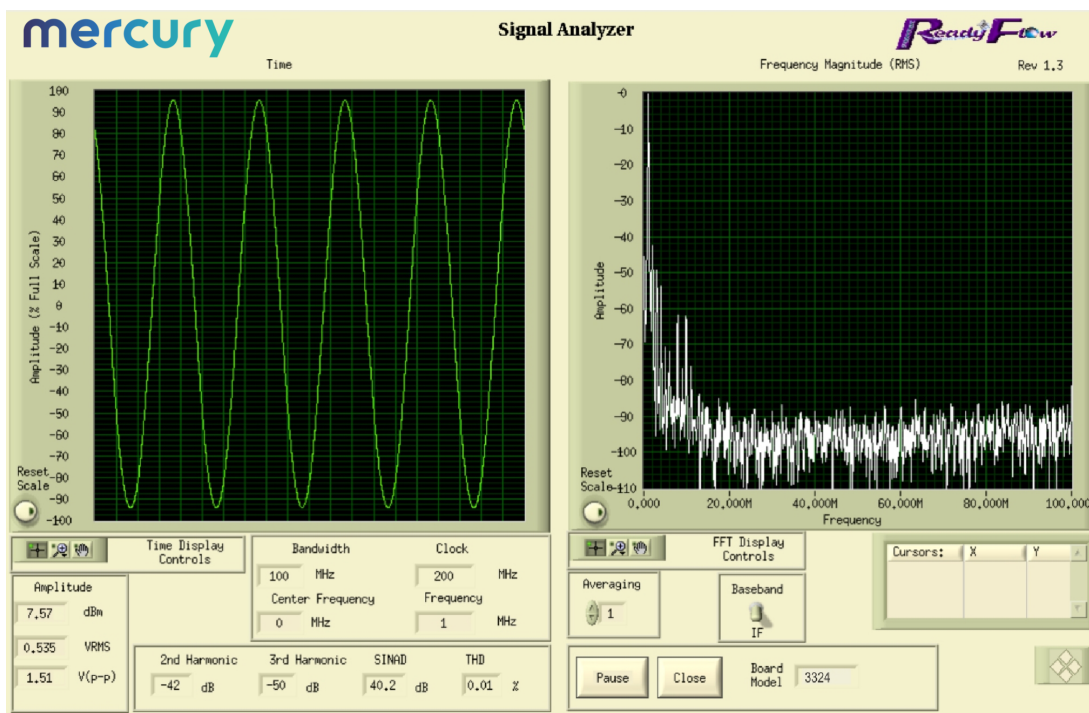 mercury
Signal Analyzer
ReadyFlow
Time
Frequency Magnitude (RMS)
Rev 1.3
Amplitude (% Full Scale)
100
90
80
70
60
50
40
30
20
10
0
-10
-20
-30
-40
-50
-60
-70
-80
-90
-100
Reset
Scale
Amplitude
-0
-10
-20
-30
-40
-50
-60
-70
-80
-90
-100
-110
Reset
Scale
0,000
20,000M
40,000M
60,000M
80,000M
100,000
Frequency
Time Display
Controls
Bandwidth
Clock
100 MHz
200 MHz
Center Frequency
Frequency
0 MHz
1 MHz
Amplitude
7.57 dBm
0.535 VRMS
1.51 V(p-p)
2nd Harmonic
3rd Harmonic
SINAD
THD
-42 dB
-50 dB
40.2 dB
0.01 %
FFT Display
Controls
Averaging
1
Baseband
IF
Cursors: X Y
Pause
Close
Board
Model
3324